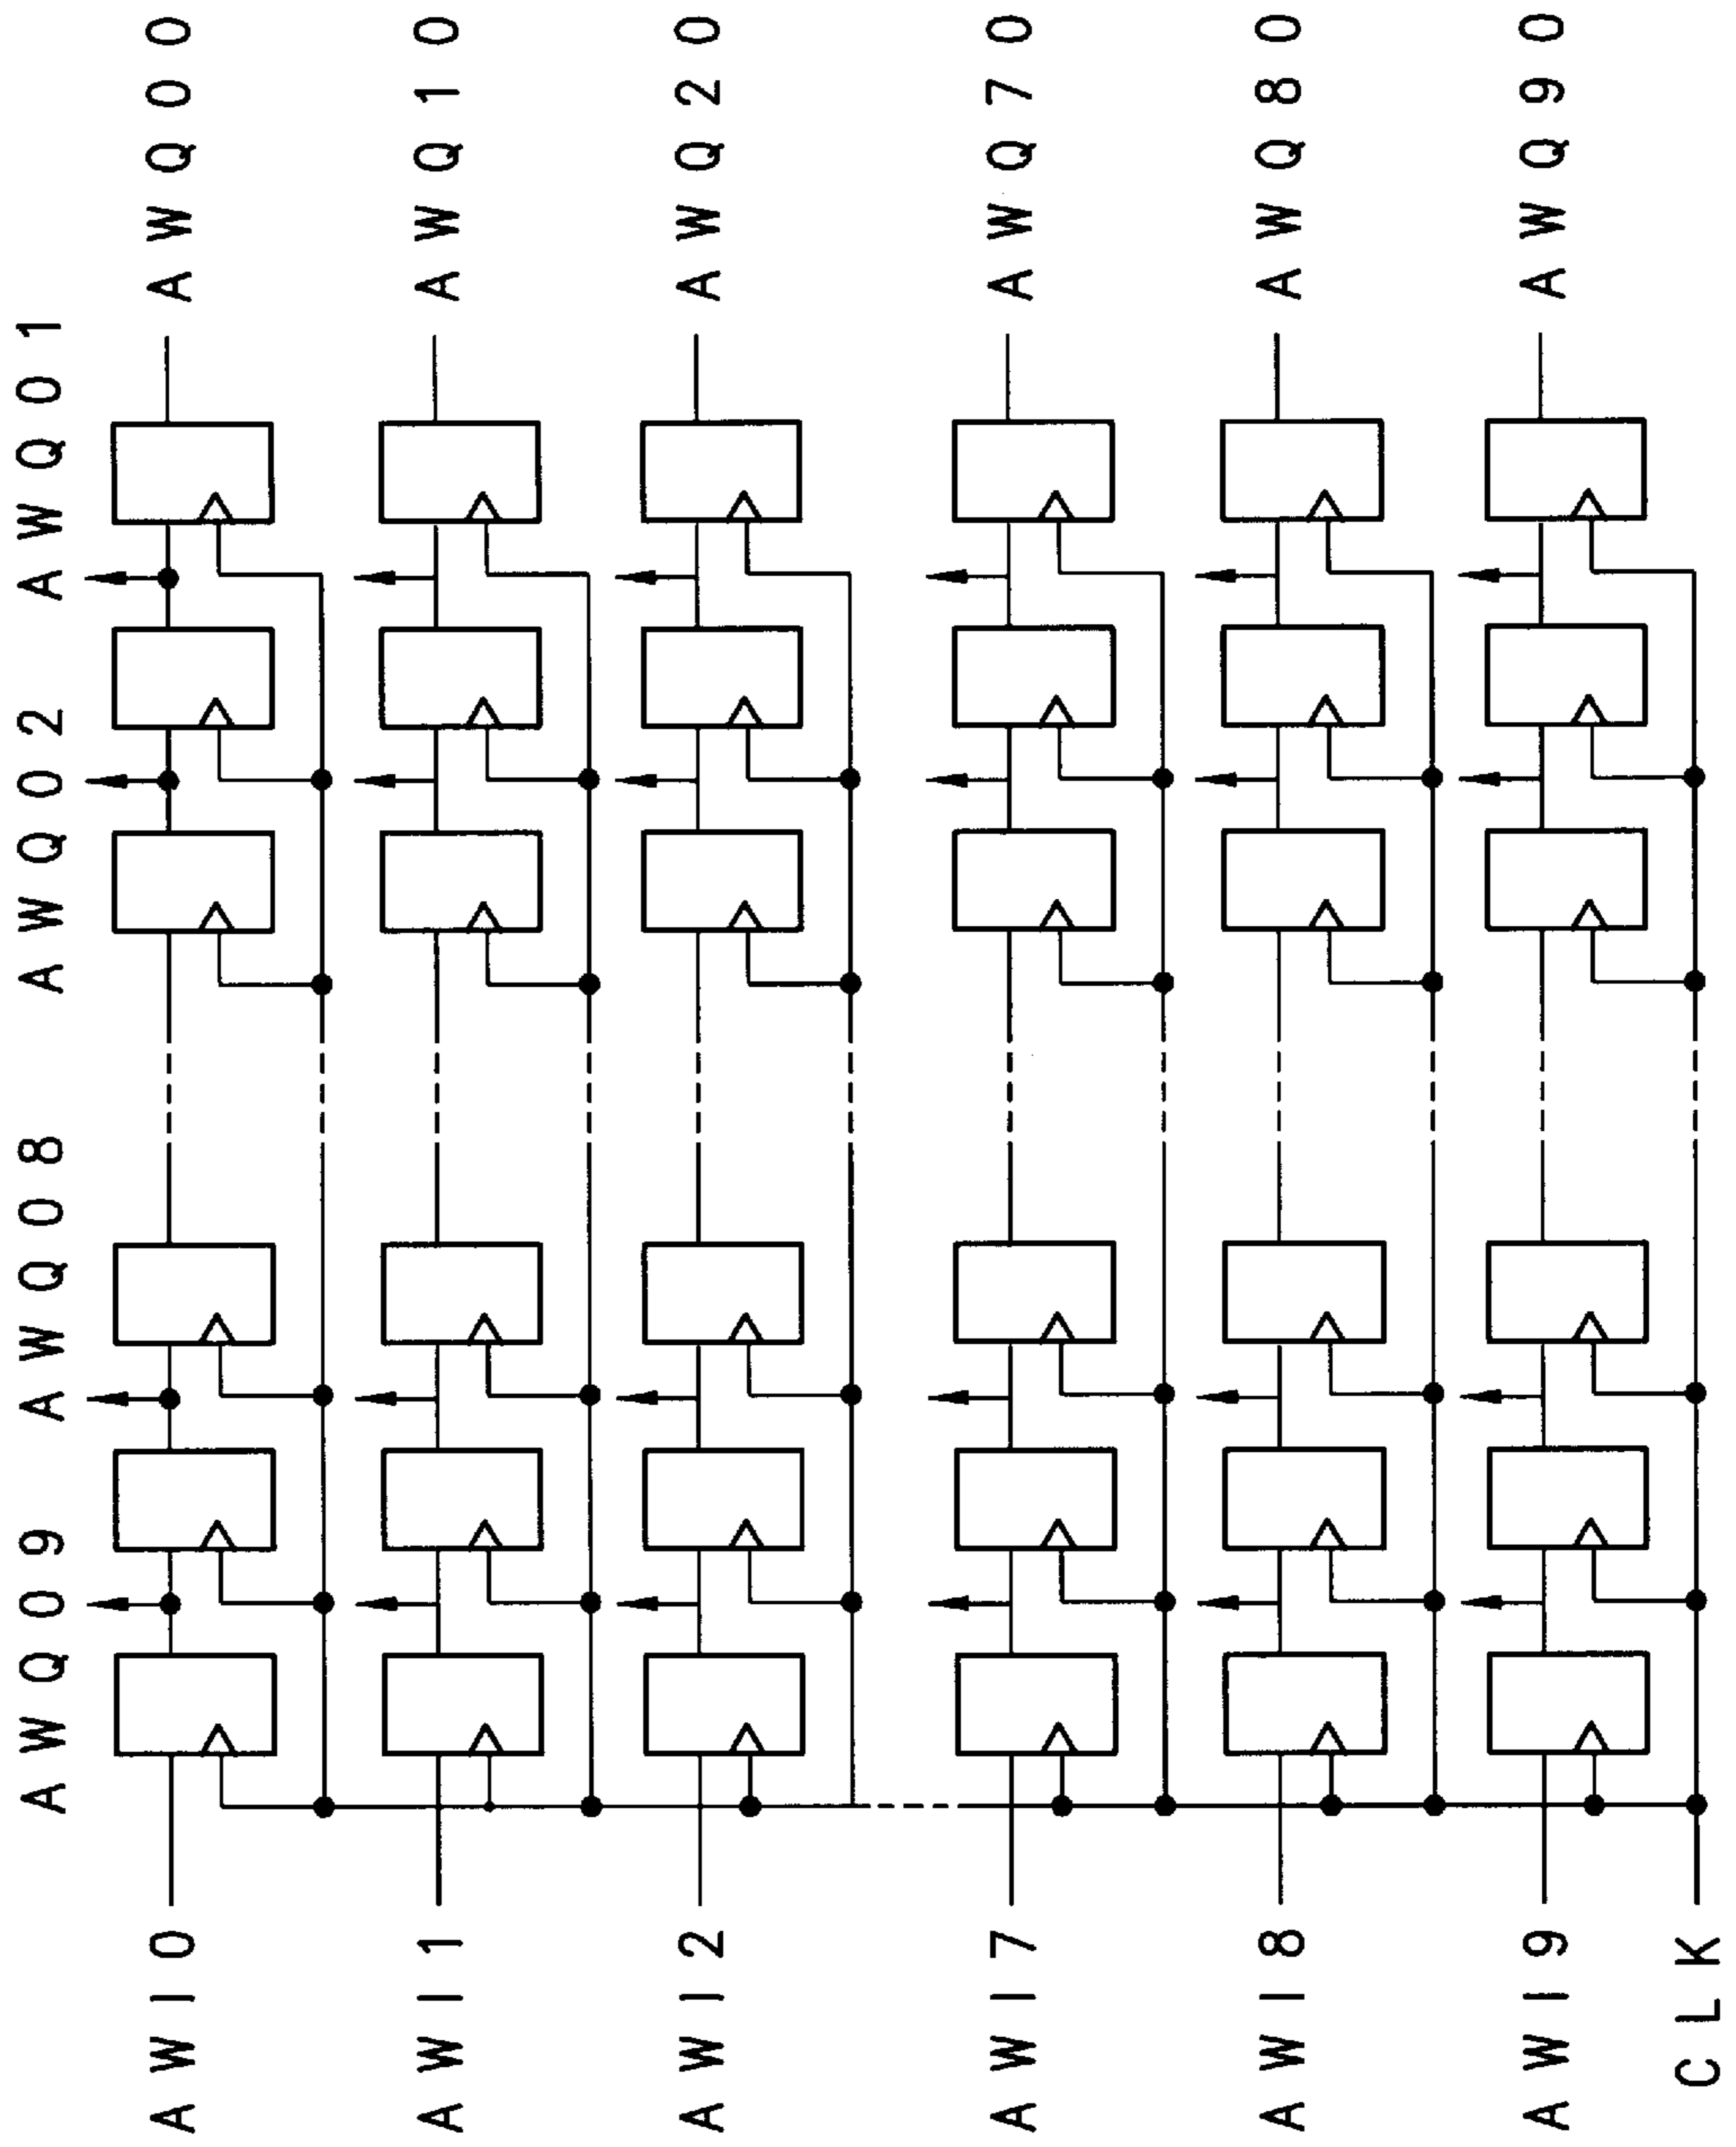 AWQ09 AWQ08 AWQ02 AWQ01
AWI0 AWQ00
AWI1 AWQ10
AWI2 AWQ20
AWI7 AWQ70
AWI8 AWQ80
AWI9 AWQ90
CLK